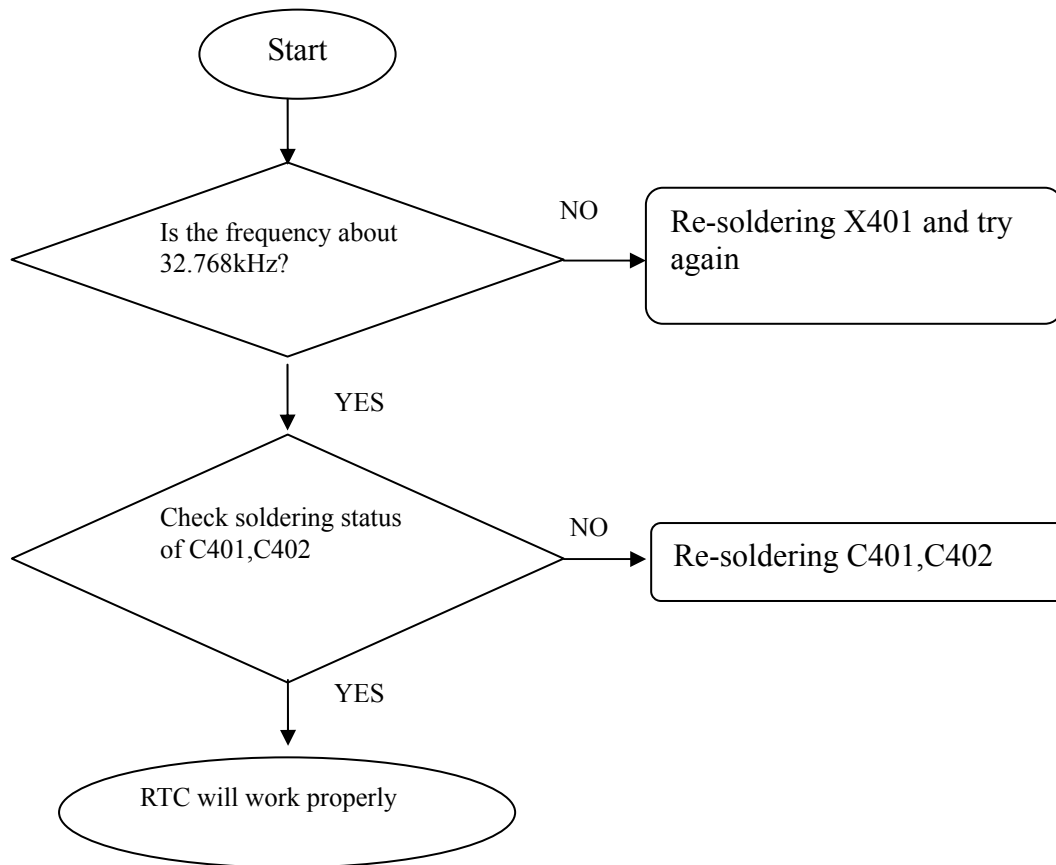 Start
Is the frequency about
32.768kHz?
NO
Re-soldering X401 and try
again
YES
Check soldering status
of C401,C402
NO
Re-soldering C401,C402
YES
RTC will work properly